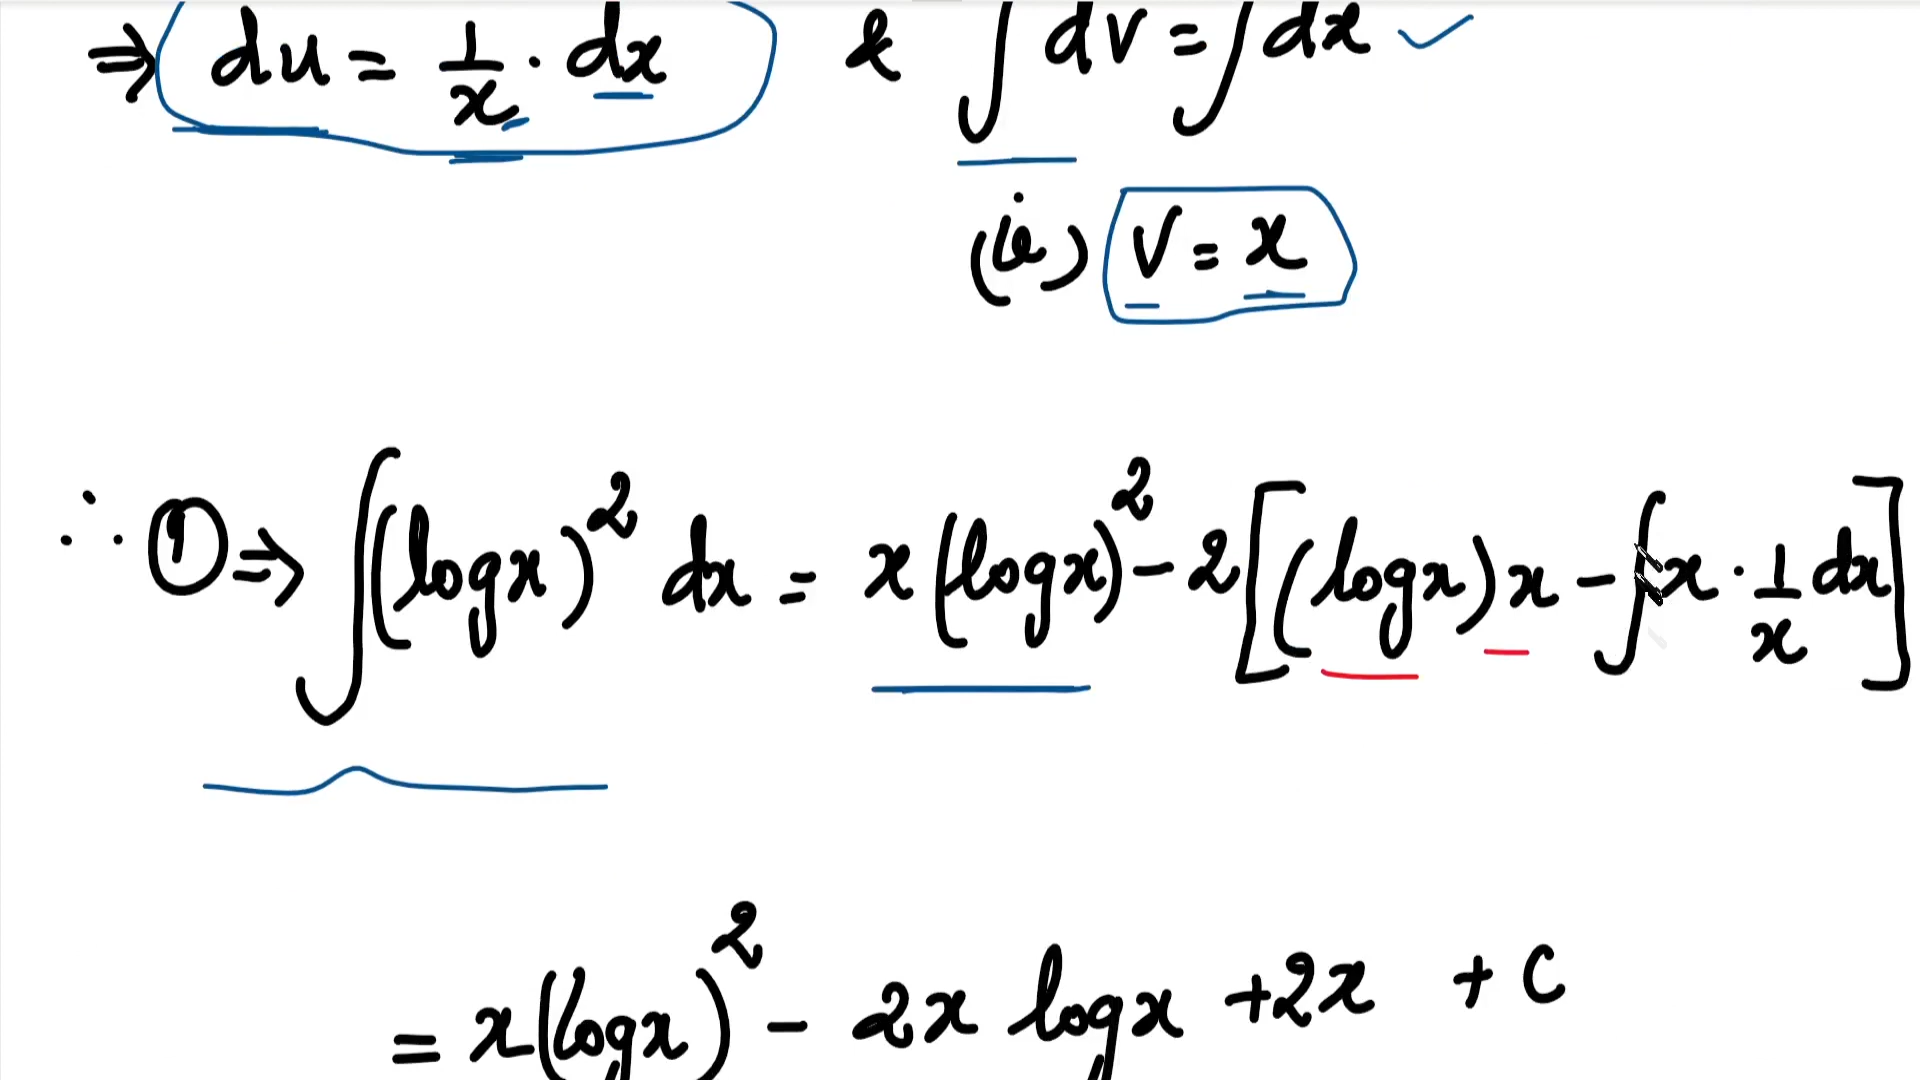 ⇒ du = 1/x · dx & ∫ dv = ∫ dx ✓
(ie) v = x
∴ ① ⇒ ∫ (log x)² dx = x (log x)² - 2 [ (log x) x - ∫ x · 1/x dx ]
= x (log x)² - 2x log x + 2x + c